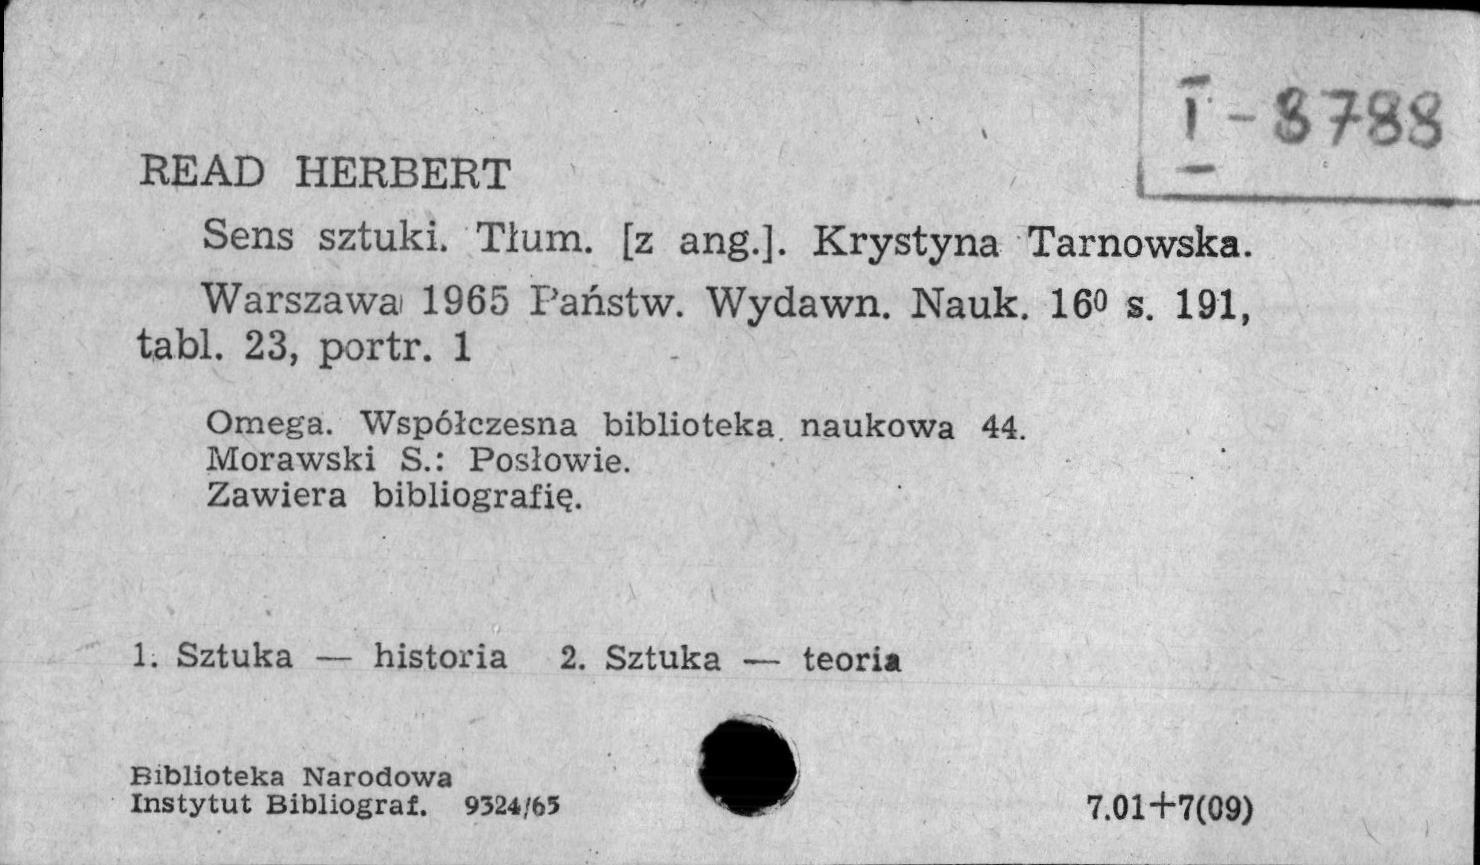 I-8788
READ HERBERT
Sens sztuki. Tłum. [z ang.]. Krystyna Tarnowska.
Warszawa 1965 Państw. Wydawn. Nauk. 16⁰ s. 191,
tabl. 23, portr. 1
Omega. Współczesna biblioteka naukowa 44.
Morawski S.: Posłowie.
Zawiera bibliografię.
1. Sztuka — historia 2. Sztuka — teoria
Biblioteka Narodowa
Instytut Bibliograf. 9324/65
7.01+7(09)